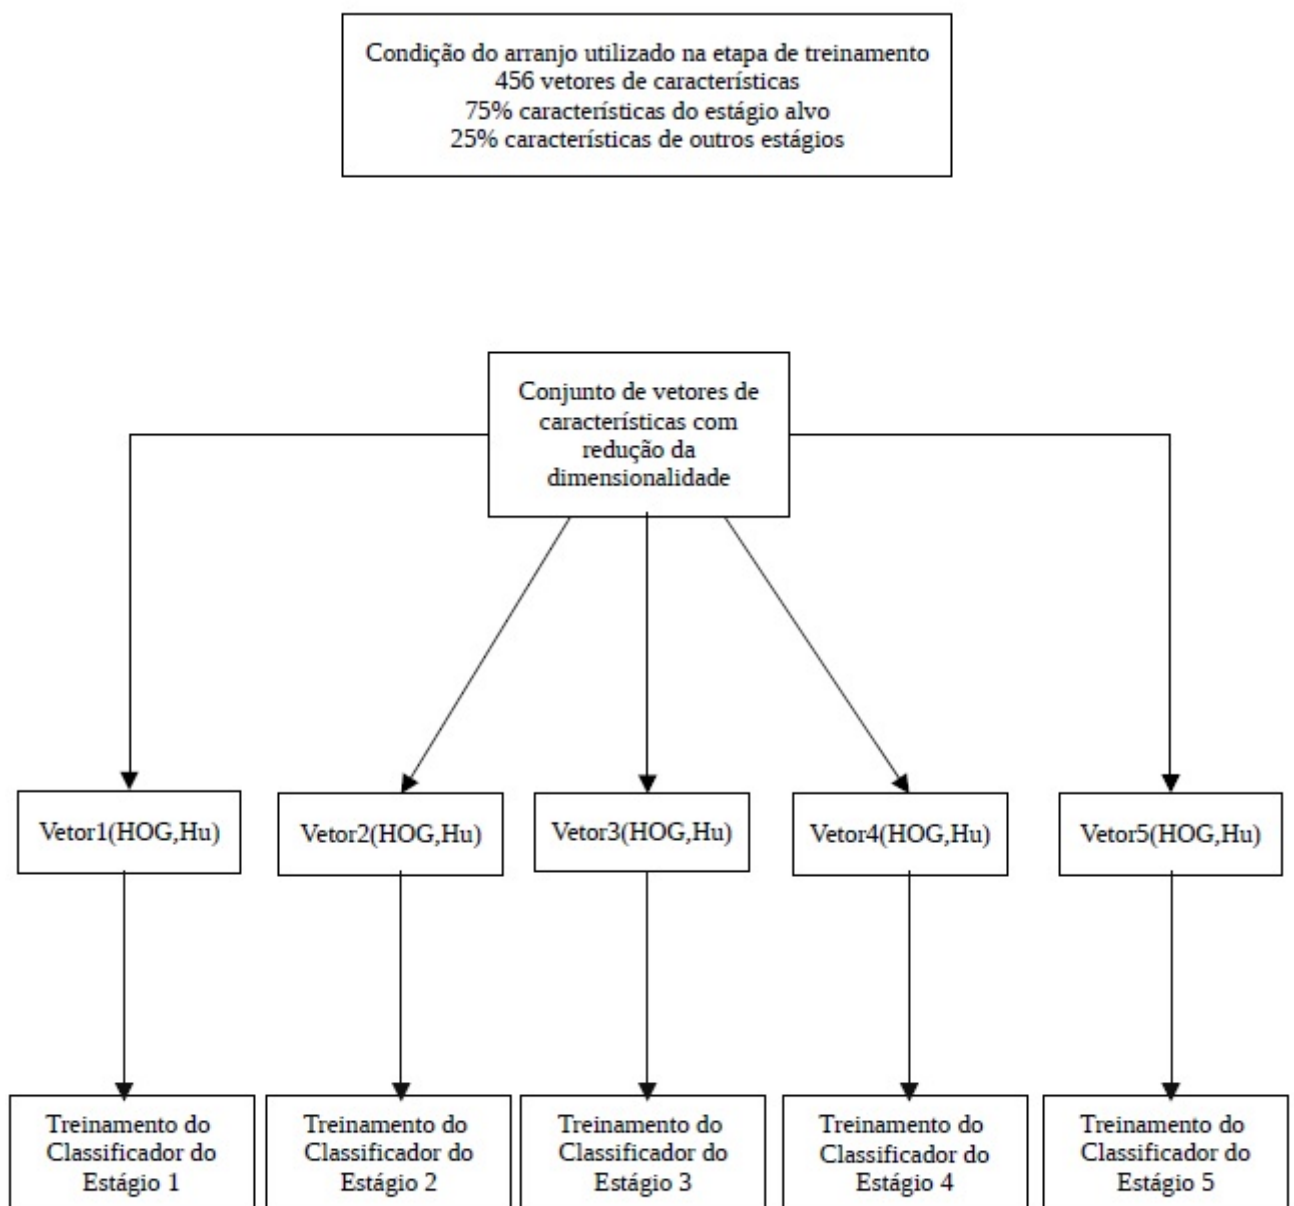 Condição do arranjo utilizado na etapa de treinamento
456 vetores de características
75% características do estágio alvo
25% características de outros estágios
Conjunto de vetores de
características com
redução da
dimensionalidade
Vetor1(HOG,Hu)
Vetor2(HOG,Hu)
Vetor3(HOG,Hu)
Vetor4(HOG,Hu)
Vetor5(HOG,Hu)
Treinamento do
Classificador do
Estágio 1
Treinamento do
Classificador do
Estágio 2
Treinamento do
Classificador do
Estágio 3
Treinamento do
Classificador do
Estágio 4
Treinamento do
Classificador do
Estágio 5